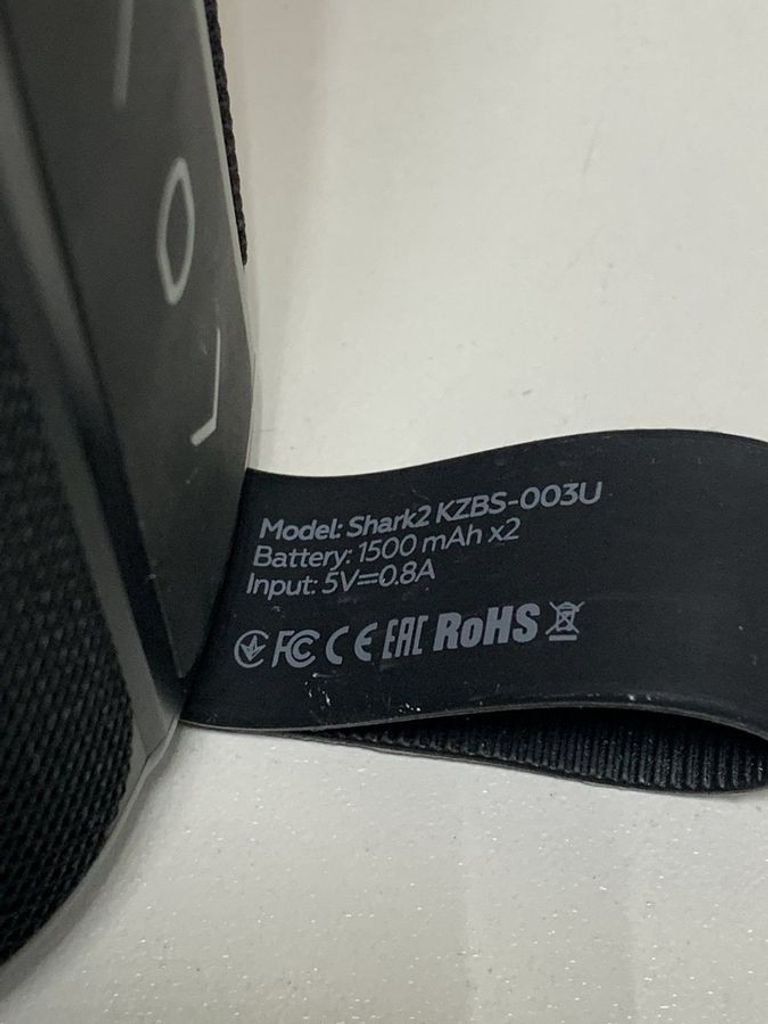 Model: Shark2 KZBS-003U
Battery: 1500 mAh x2
Input: 5V=0.8A
FC CE EAC RoHS